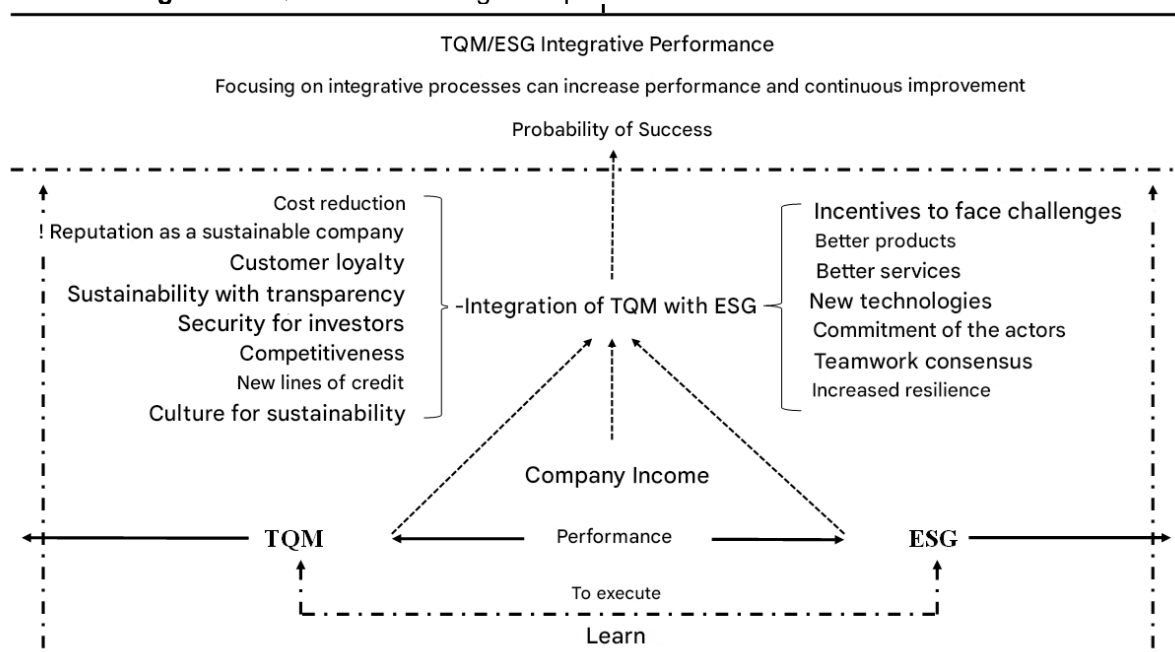 TQM/ESG Integrative Performance
Focusing on integrative processes can increase performance and continuous improvement
Probability of Success
Cost reduction
! Reputation as a sustainable company
Customer loyalty
Sustainability with transparency
Security for investors
Competitiveness
New lines of credit
Culture for sustainability
-Integration of TQM with ESG
Incentives to face challenges
Better products
Better services
New technologies
Commitment of the actors
Teamwork consensus
Increased resilience
Company Income
TQM
Performance
ESG
To execute
Learn